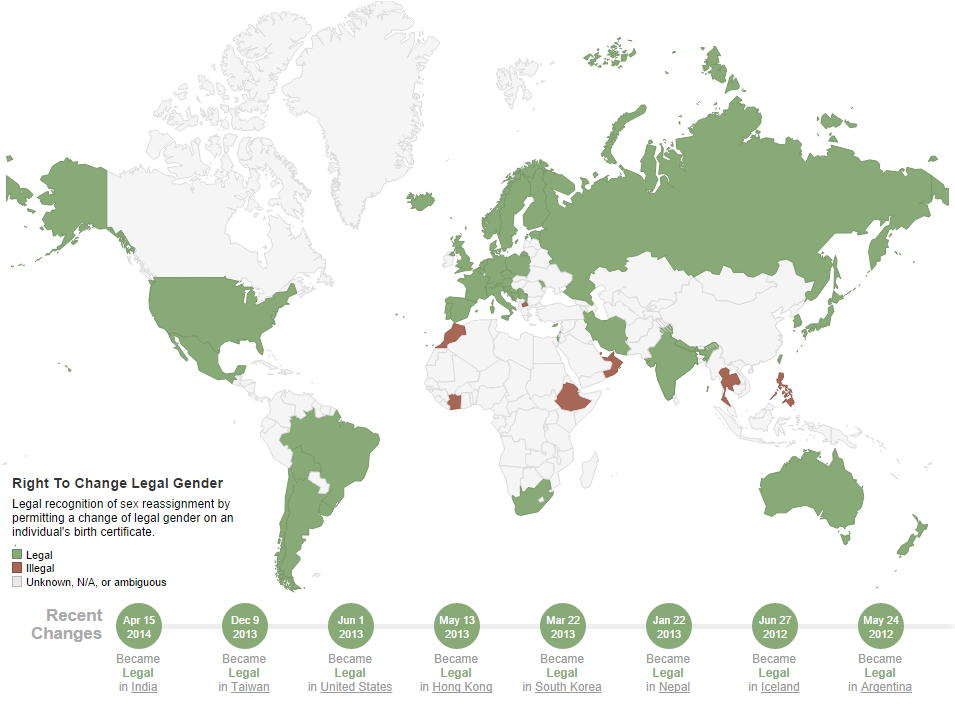 Right To Change Legal Gender
Legal recognition of sex reassignment by
permitting a change of legal gender on an
individual's birth certificate.
Legal
Illegal
Unknown, N/A, or ambiguous
Recent
Changes
Apr 15
2014
Became
Legal
in India
Dec 9
2013
Became
Legal
in Taiwan
Jun 1
2013
Became
Legal
in United States
May 13
2013
Became
Legal
in Hong Kong
Mar 22
2013
Became
Legal
in South Korea
Jan 22
2013
Became
Legal
in Nepal
Jun 27
2012
Became
Legal
in Iceland
May 24
2012
Became
Legal
in Argentina